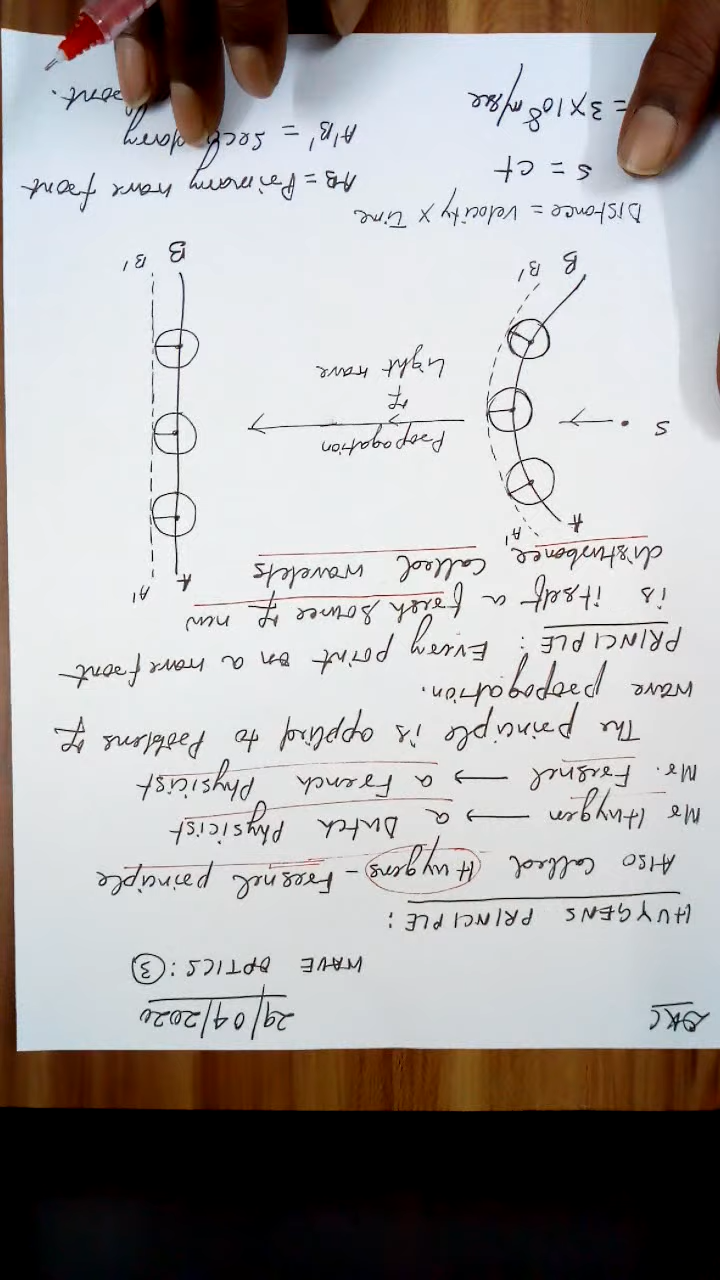 SKC
29/04/2020
WAVE OPTICS: 3
HUYGENS PRINCIPLE:
Also called Huygens - Fresnel principle
Mr Huygen → a Dutch Physicist
Mr. Fresnel → a French Physicist
The principle is applied to Problems of
wave propagation.
PRINCIPLE: Every point on a wave front
is itself a fresh source of new
disturbance called wavelets
A A'
A A'
S
Propagation
of
Light wave
B B'
B B'
Distance = velocity × Time
s = ct
= 3×10⁸ m/sec
AB = Primary wave front
A'B' =